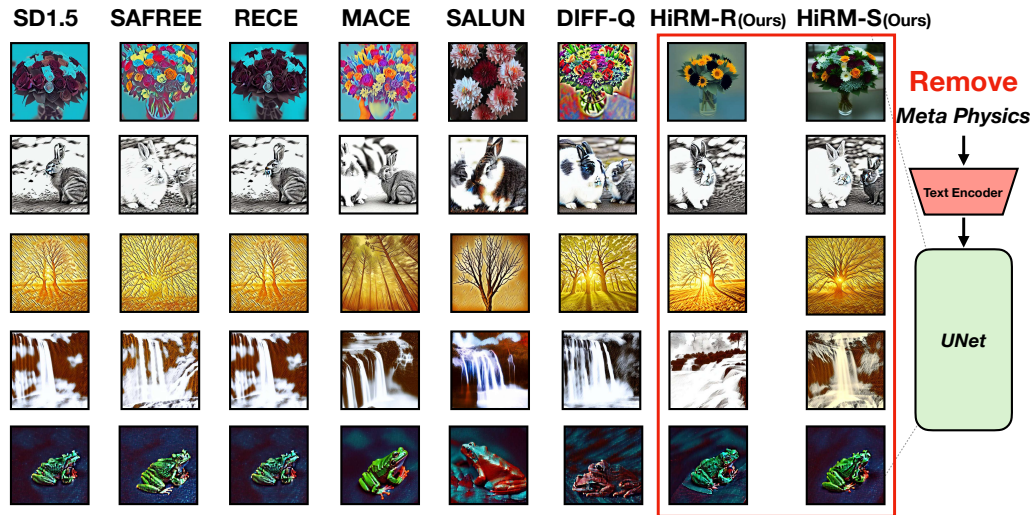 SD1.5 SAFREE RECE MACE SALUN DIFF-Q HiRM-R(Ours) HiRM-S(Ours)
Remove
Meta Physics
Text Encoder
UNet